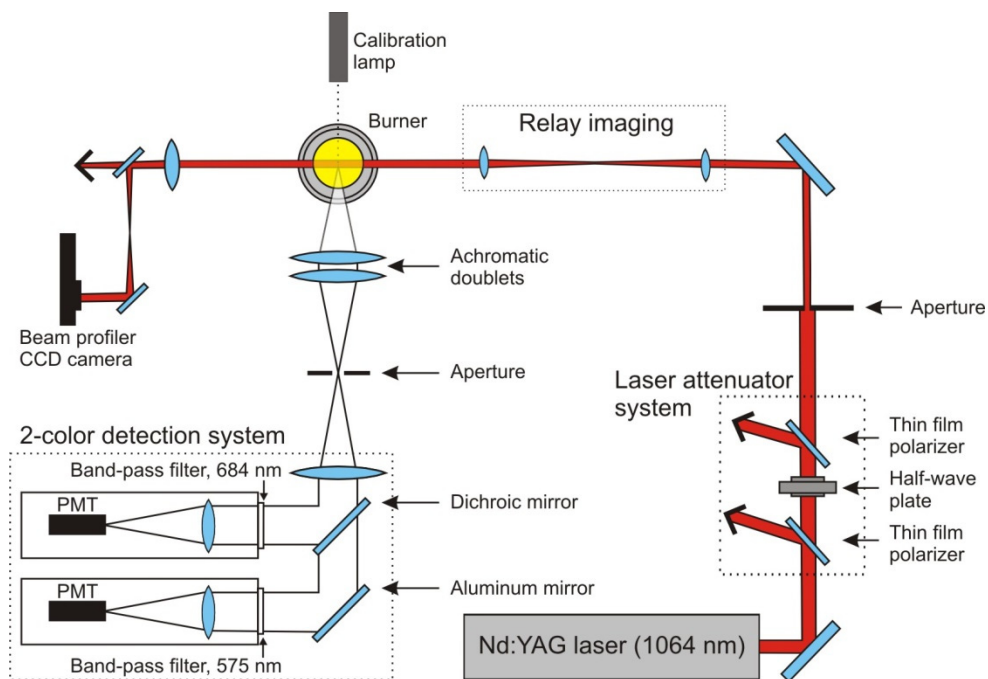 Calibration
lamp
Burner
Relay imaging
Achromatic
doublets
Aperture
Beam profiler
CCD camera
Aperture
Laser attenuator
system
2-color detection system
Thin film
polarizer
Band-pass filter, 684 nm
PMT
Half-wave
plate
Dichroic mirror
Thin film
polarizer
PMT
Aluminum mirror
Nd:YAG laser (1064 nm)
Band-pass filter, 575 nm